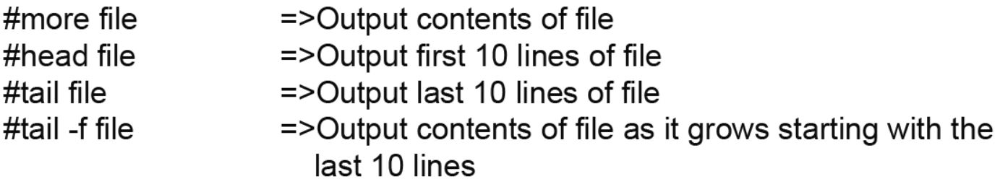 #more file =>Output contents of file
#head file =>Output first 10 lines of file
#tail file =>Output last 10 lines of file
#tail -f file =>Output contents of file as it grows starting with the
last 10 lines